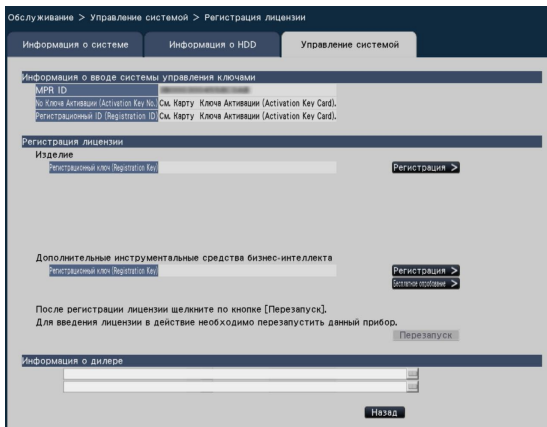 Обслуживание > Управление системой > Регистрация лицензии
Информация о системе Информация о HDD Управление системой
Информация о вводе системы управления ключами
MPR ID
No Ключа Активации (Activation Key No.) См. Карту Ключа Активации (Activation Key Card).
Регистрационный ID (Registration ID) См. Карту Ключа Активации (Activation Key Card).
Регистрация лицензии
Изделие
Регистрационный ключ (Registration Key) Регистрация >
Дополнительные инструментальные средства бизнес-интеллекта
Регистрационный ключ (Registration Key) Регистрация >
Бесплатное опробование >
После регистрации лицензии щелкните по кнопке [Перезапуск].
Для введения лицензии в действие необходимо перезапустить данный прибор.
Перезапуск
Информация о дилере
Назад